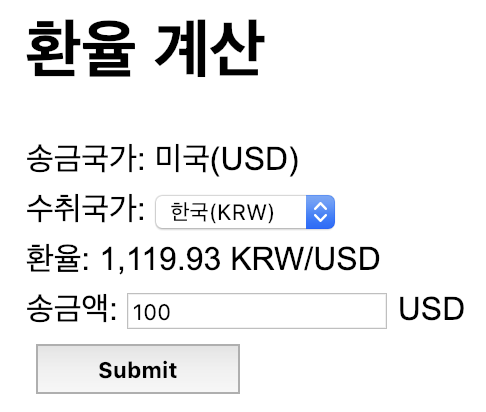 환율 계산
송금국가: 미국(USD)
수취국가: 한국(KRW)
환율: 1,119.93 KRW/USD
송금액: 100 USD
Submit